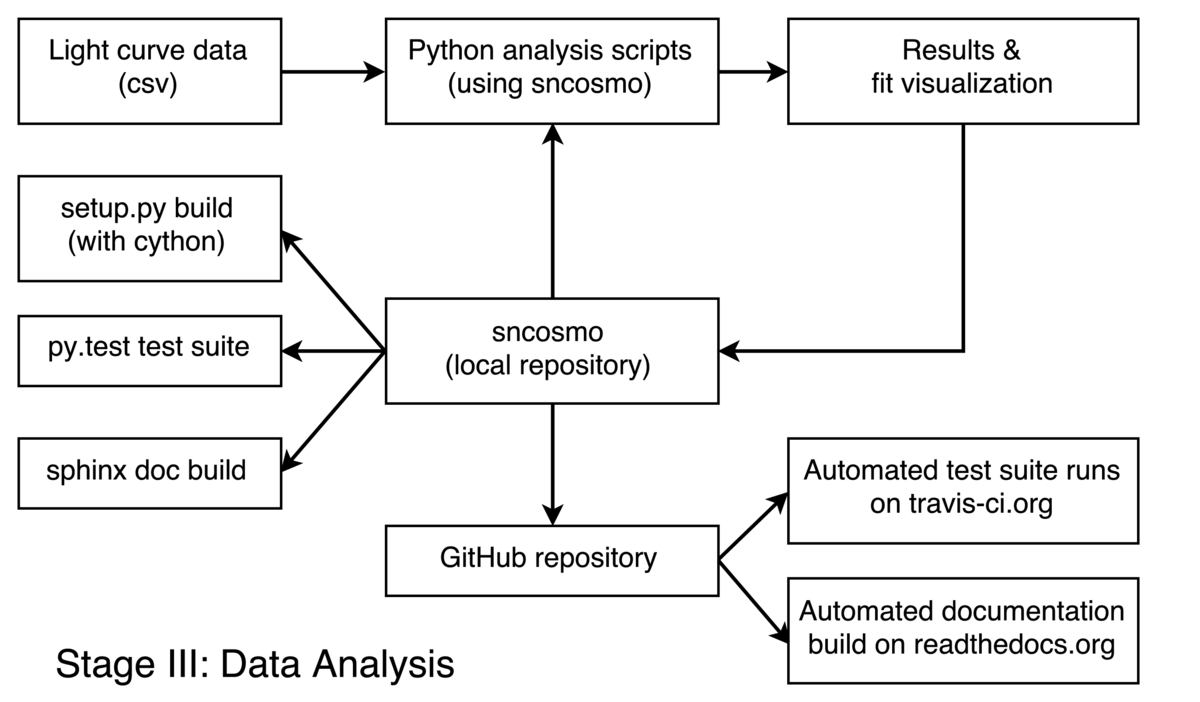 Light curve data
(csv)
Python analysis scripts
(using sncosmo)
Results &
fit visualization
setup.py build
(with cython)
py.test test suite
sphinx doc build
sncosmo
(local repository)
GitHub repository
Automated test suite runs
on travis-ci.org
Automated documentation
build on readthedocs.org
Stage III: Data Analysis